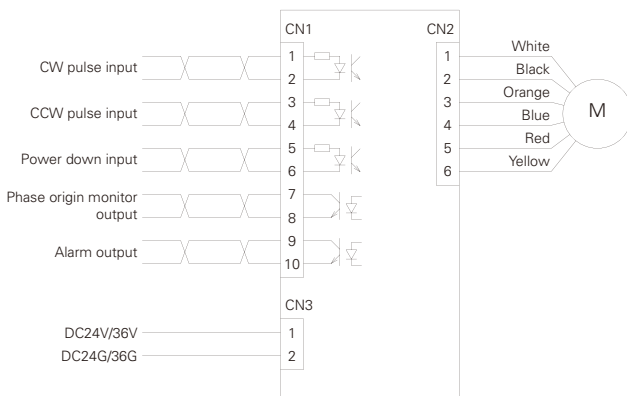 CN1
CW pulse input
1
2
CCW pulse input
3
4
Power down input
5
6
Phase origin monitor
output
7
8
Alarm output
9
10
CN3
DC24V/36V
1
DC24G/36G
2
CN2
1
White
2
Black
3
Orange
4
Blue
5
Red
6
Yellow
M